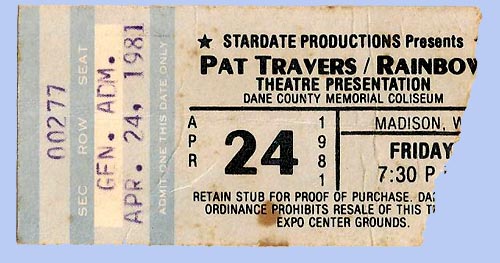 00277
SEC ROW SEAT
GEN. ADM.
APR. 24, 1981
ADMIT ONE THIS DATE ONLY
★ STARDATE PRODUCTIONS Presents
PAT TRAVERS / RAINBOW
THEATRE PRESENTATION
DANE COUNTY MEMORIAL COLISEUM
APR 24 1981
MADISON, W
FRIDAY
7:30 P
RETAIN STUB FOR PROOF OF PURCHASE. DA
ORDINANCE PROHIBITS RESALE OF THIS T
EXPO CENTER GROUNDS.